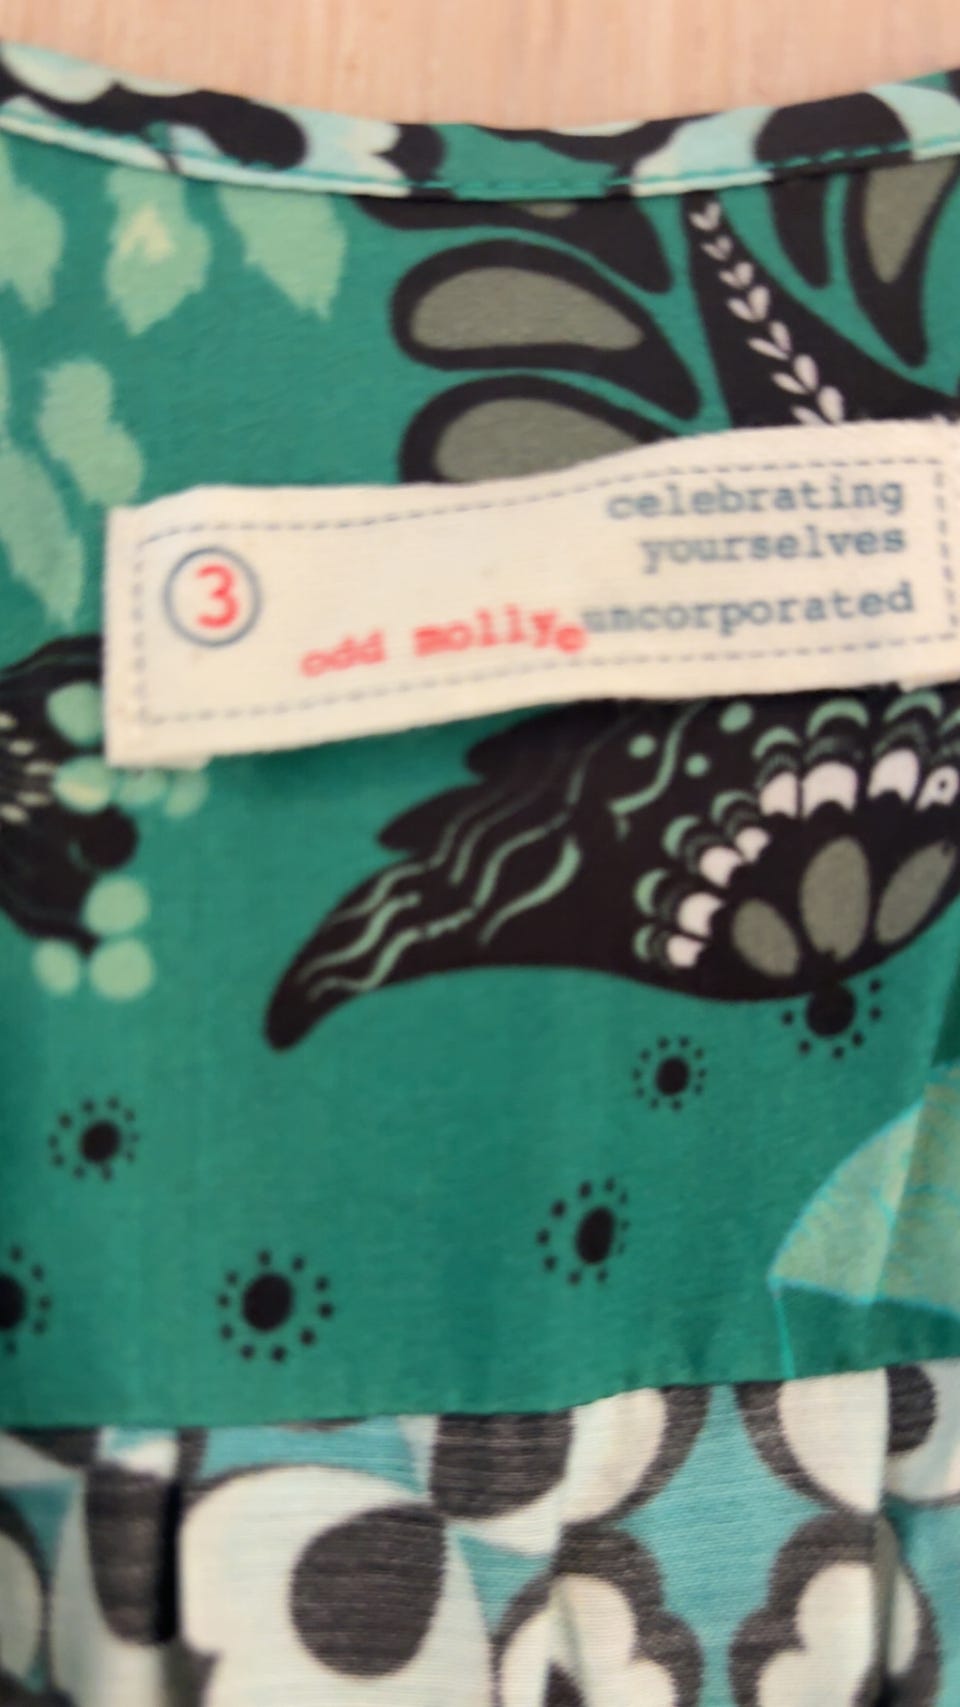 3
celebrating
yourselves
odd molly® uncorporated